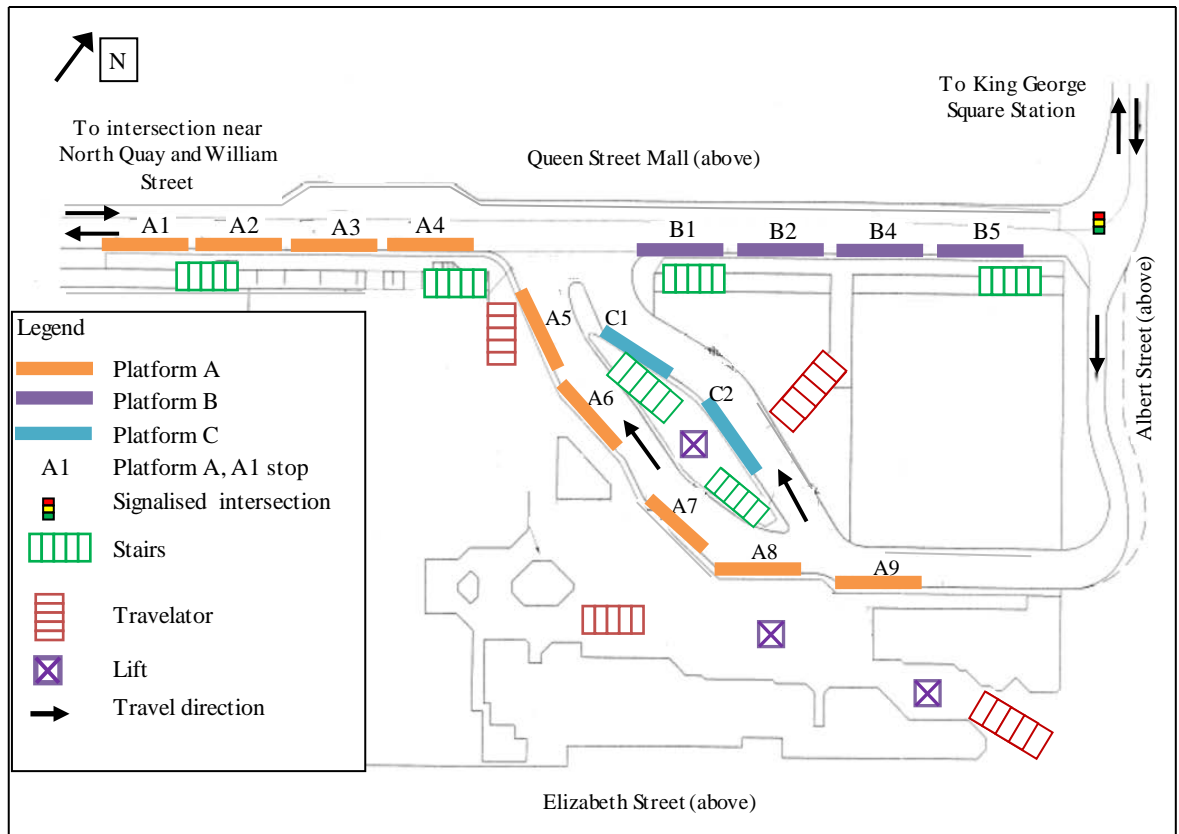 N
To King George
Square Station
To intersection near
North Quay and William
Street
Queen Street Mall (above)
A1
A2
A3
A4
B1
B2
B4
B5
A5
C1
A6
C2
A7
A8
A9
Albert Street (above)
Legend
Platform A
Platform B
Platform C
A1 Platform A, A1 stop
Signalised intersection
Stairs
Travelator
Lift
Travel direction
Elizabeth Street (above)